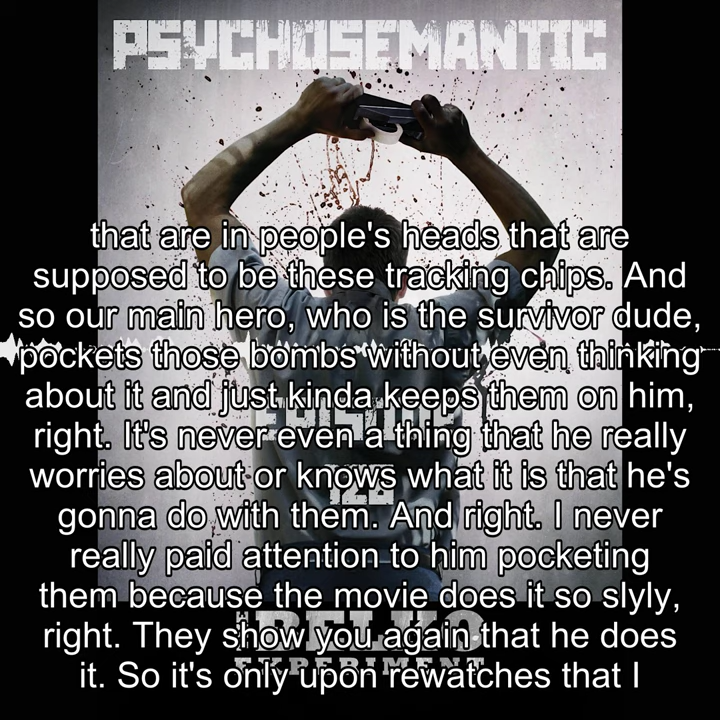 PSYCHOSEMANTIC
that are in people's heads that are
supposed to be these tracking chips. And
so our main hero, who is the survivor dude,
pockets those bombs without even thinking
about it and just kinda keeps them on him,
right. It's never even a thing that he really
worries about or knows what it is that he's
gonna do with them. And right. I never
really paid attention to him pocketing
them because the movie does it so slyly,
right. They show you again that he does
it. So it's only upon rewatches that I
EPISODE
BELKO
EXPERIMENT